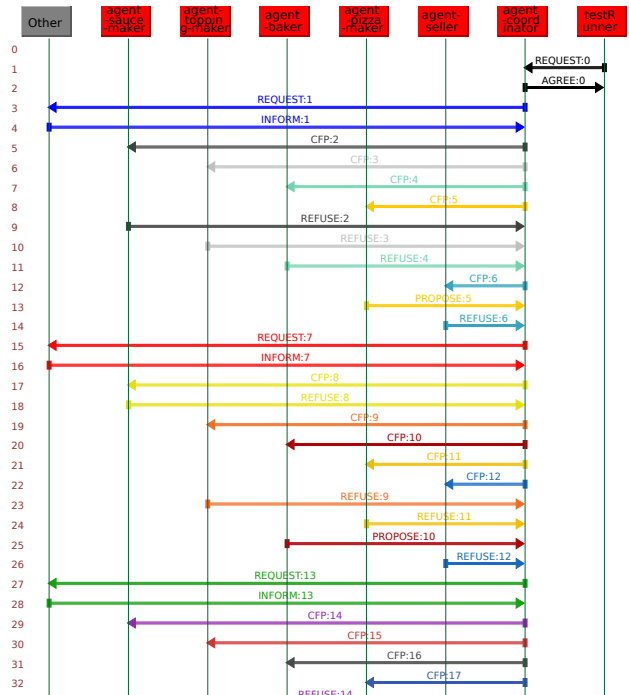 Other
agent
-sauce
-maker
agent-
toppin
g-maker
agent
-baker
agent
-pizza
-maker
agent-
seller
agent
-coord
inator
testR
unner
0
1
REQUEST:0
2
AGREE:0
3
REQUEST:1
4
INFORM:1
5
CFP:2
6
CFP:3
7
CFP:4
8
CFP:5
9
REFUSE:2
10
REFUSE:3
11
REFUSE:4
12
CFP:6
13
PROPOSE:5
14
REFUSE:6
15
REQUEST:7
16
INFORM:7
17
CFP:8
18
REFUSE:8
19
CFP:9
20
CFP:10
21
CFP:11
22
CFP:12
23
REFUSE:9
24
REFUSE:11
25
PROPOSE:10
26
REFUSE:12
27
REQUEST:13
28
INFORM:13
29
CFP:14
30
CFP:15
31
CFP:16
32
CFP:17
REFUSE:14